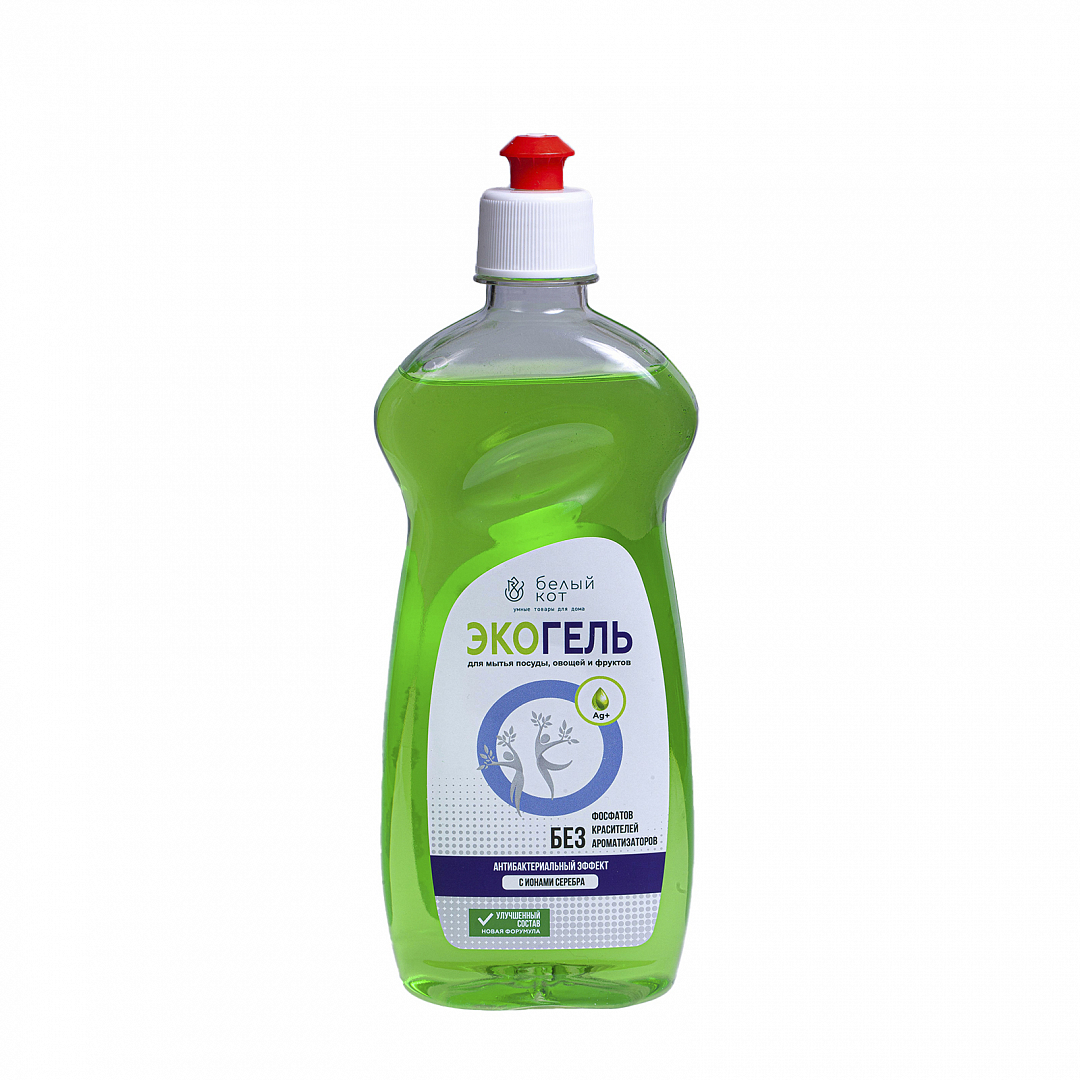 белый
кот
умные товары для дома
ЭКОГЕЛЬ
для мытья посуды, овощей и фруктов
Ag+
БЕЗ
ФОСФАТОВ
КРАСИТЕЛЕЙ
АРОМАТИЗАТОРОВ
АНТИБАКТЕРИАЛЬНЫЙ ЭФФЕКТ
С ИОНАМИ СЕРЕБРА
УЛУЧШЕННЫЙ
СОСТАВ
НОВАЯ ФОРУМУЛА